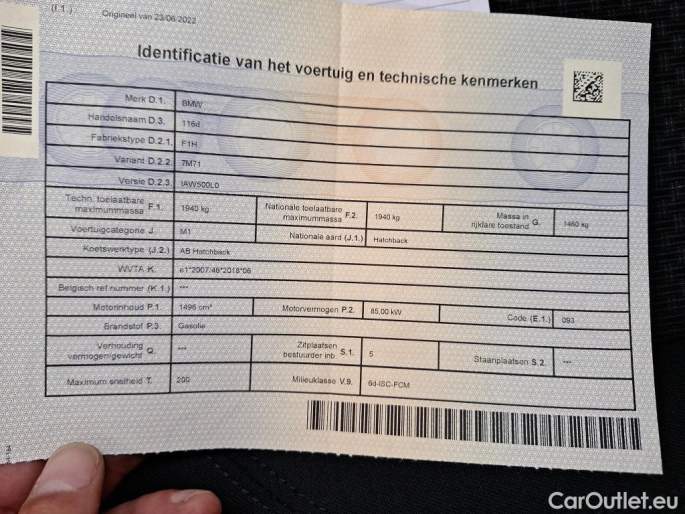 (I 1.)
Origineel van 23/06/2022
Identificatie van het voertuig en technische kenmerken
Merk D.1. BMW
Handelsnaam D.3. 116d
Fabriekstype D.2.1. F1H
Variant D.2.2. 7M71
Versie D.2.3. IAW500L0
Techn. toelaatbare maximummassa F.1. 1940 kg Nationale toelaatbare maximummassa F.2. 1940 kg Massa in rijklare toestand G. 1460 kg
Voertuigcategorie J. M1 Nationale aard (J.1.) Hatchback
Koetswerktype (J.2.) AB Hatchback
WVTA K. e1*2007/46*2018*06
Belgisch ref nummer (K.1.) ---
Motorinhoud P.1. 1496 cm³ Motorvermogen P.2. 85,00 kW Code (E.1.) 093
Brandstof P.3. Gasolie
Verhouding vermogen/gewicht Q. --- Zitplaatsen bestuurder inb. S.1. 5 Staanplaatsen S.2. ---
Maximum snelheid T. 200 Milieuklasse V.9. 6d-ISC-FCM
CarOutlet.eu